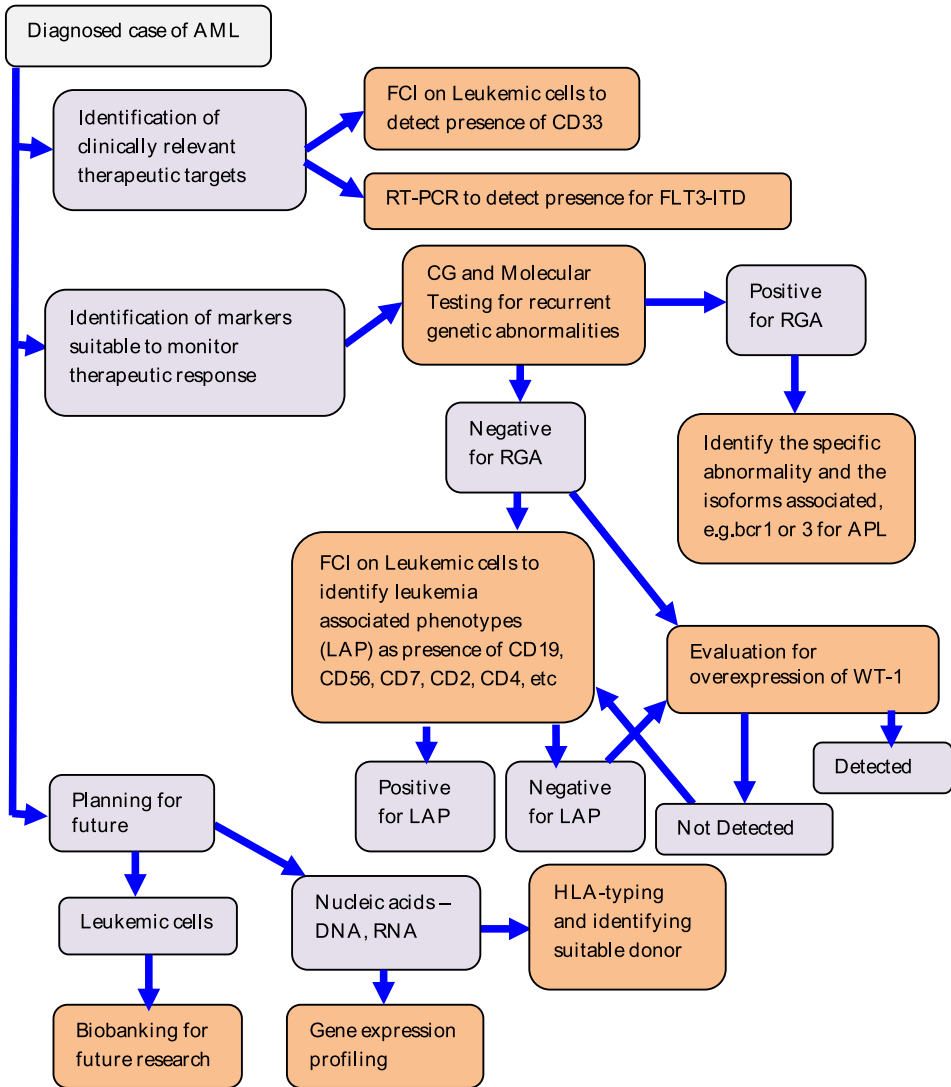 Diagnosed case of AML
Identification of
clinically relevant
therapeutic targets
FCI on Leukemic cells to
detect presence of CD33
RT-PCR to detect presence for FLT3-ITD
Identification of markers
suitable to monitor
therapeutic response
CG and Molecular
Testing for recurrent
genetic abnormalities
Positive
for RGA
Negative
for RGA
Identify the specific
abnormality and the
isoforms associated,
e.g.bcr1 or 3 for APL
FCI on Leukemic cells to
identify leukemia
associated phenotypes
(LAP) as presence of CD19,
CD56, CD7, CD2, CD4, etc
Evaluation for
overexpression of WT-1
Positive
for LAP
Negative
for LAP
Detected
Not Detected
Planning for
future
Leukemic cells
Nucleic acids –
DNA, RNA
HLA-typing
and identifying
suitable donor
Biobanking for
future research
Gene expression
profiling